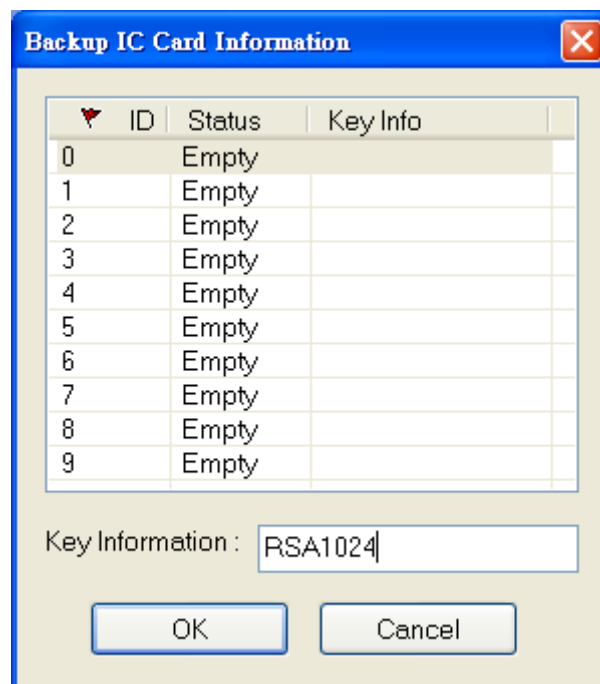 Backup IC Card Information
ID Status Key Info
0 Empty
1 Empty
2 Empty
3 Empty
4 Empty
5 Empty
6 Empty
7 Empty
8 Empty
9 Empty
Key Information : RSA1024
OK Cancel